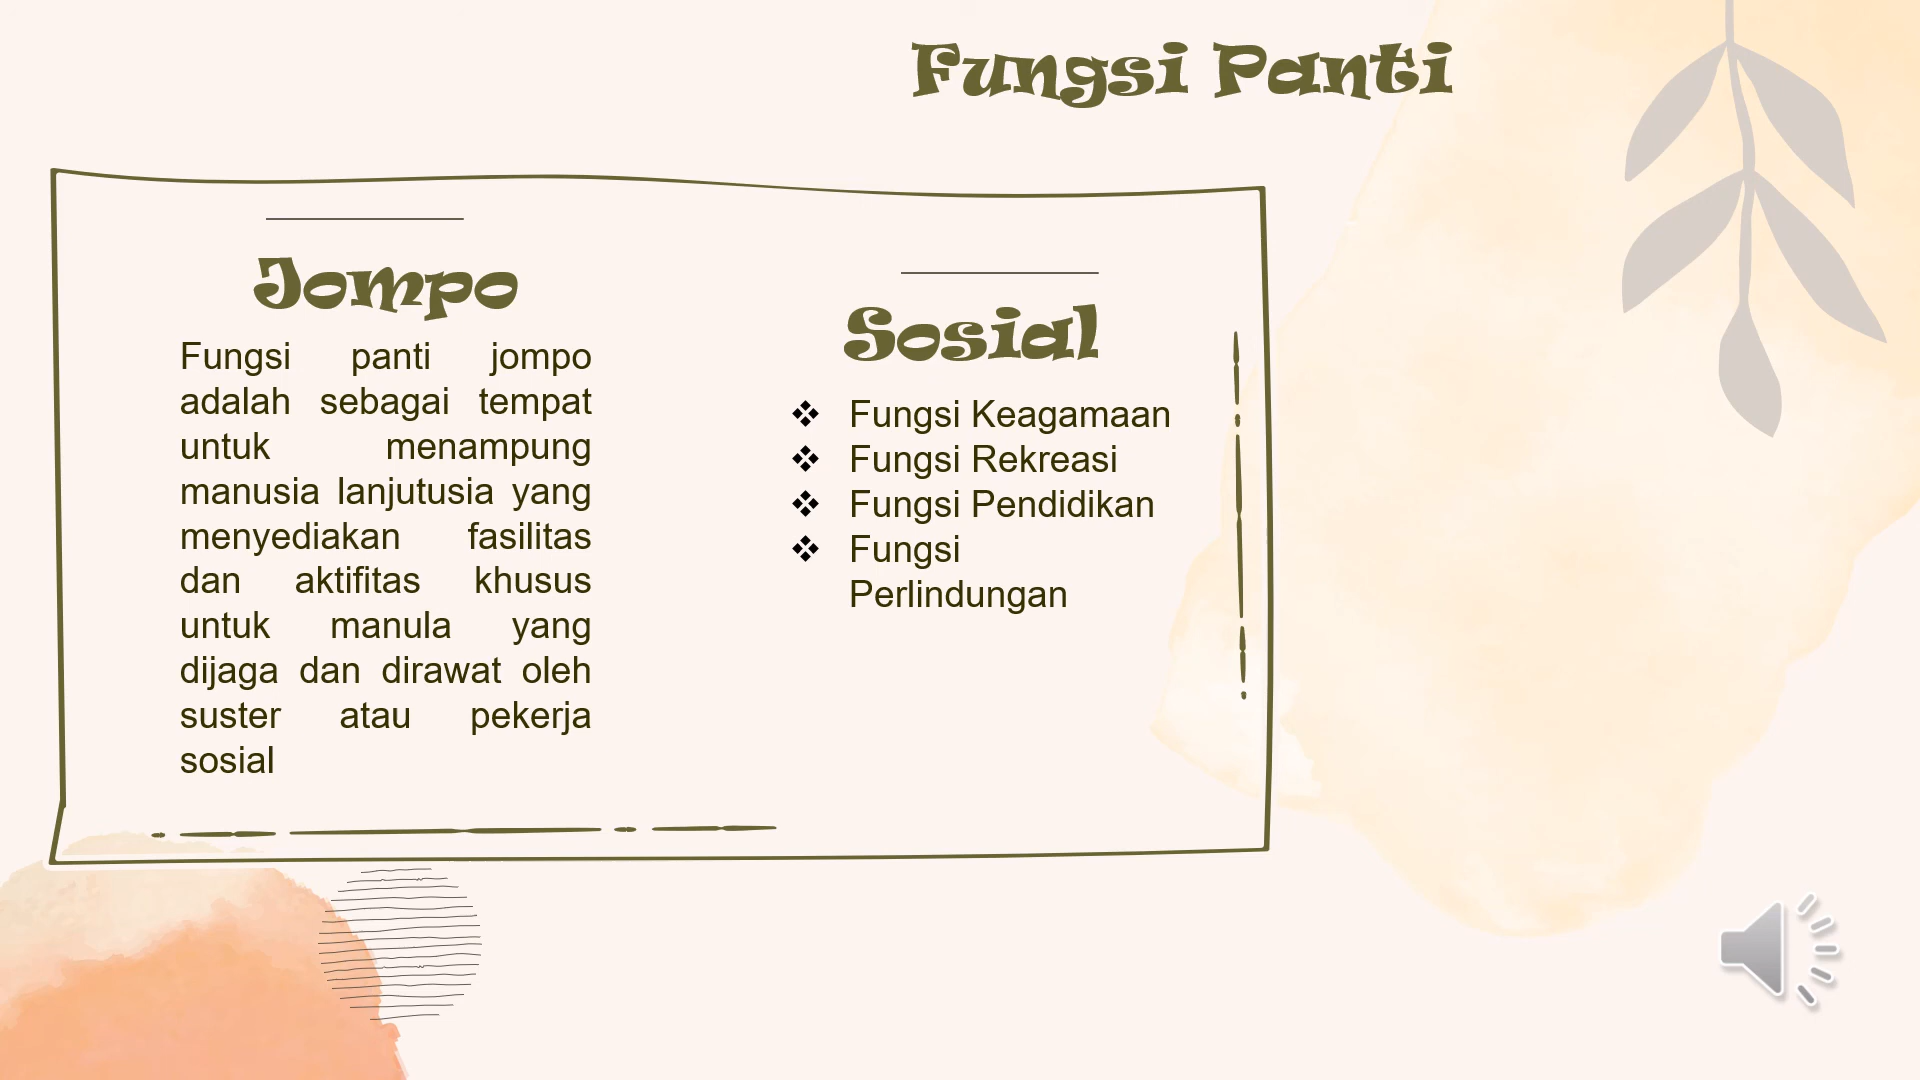 Fungsi Panti
Jompo
Fungsi panti jompo
adalah sebagai tempat
untuk menampung
manusia lanjutusia yang
menyediakan fasilitas
dan aktifitas khusus
untuk manula yang
dijaga dan dirawat oleh
suster atau pekerja
sosial
Sosial
❖ Fungsi Keagamaan
❖ Fungsi Rekreasi
❖ Fungsi Pendidikan
❖ Fungsi
Perlindungan